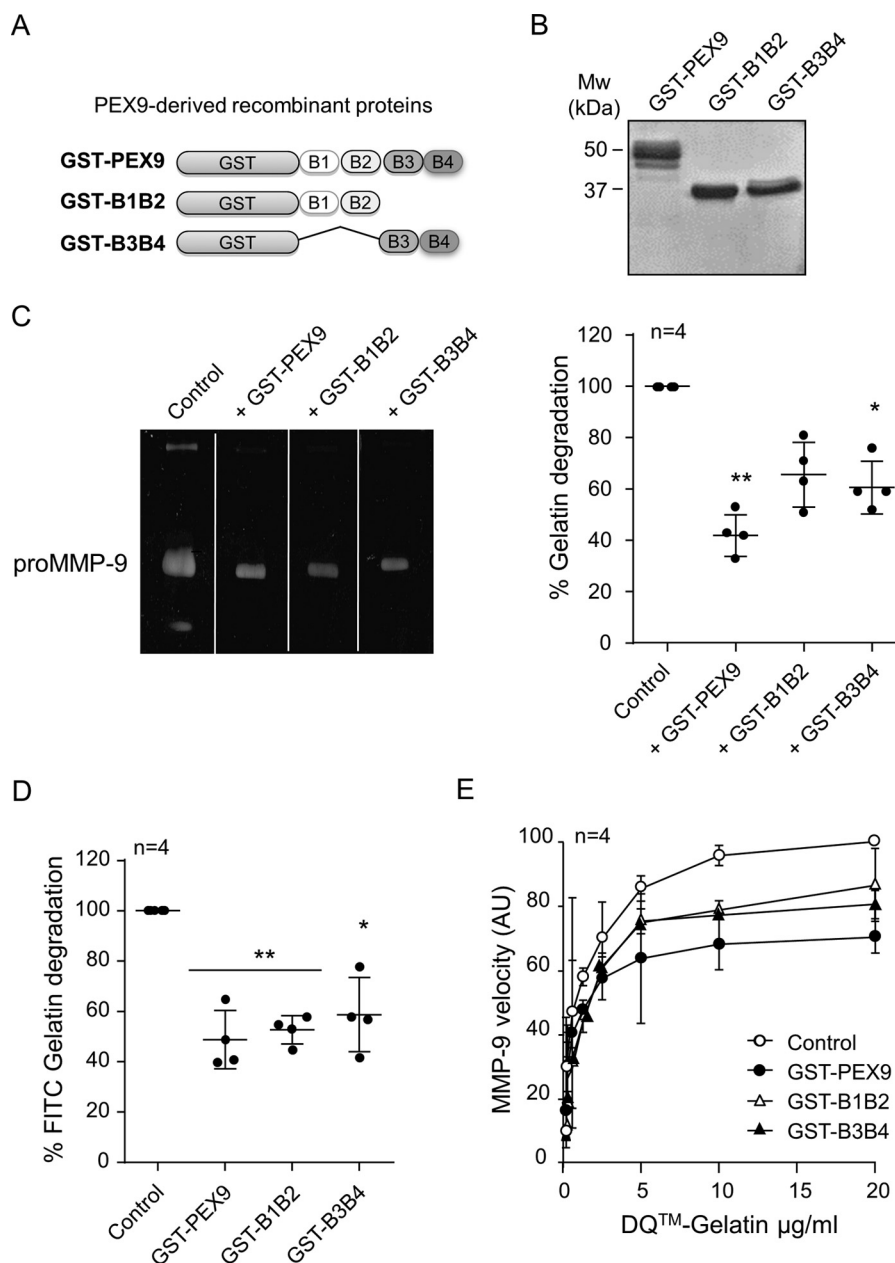 A
PEX9-derived recombinant proteins
GST-PEX9 GST B1 B2 B3 B4
GST-B1B2 GST B1 B2
GST-B3B4 GST B3 B4
B
Mw
(kDa)
GST-PEX9
GST-B1B2
GST-B3B4
50
37
C
Control
+ GST-PEX9
+ GST-B1B2
+ GST-B3B4
proMMP-9
% Gelatin degradation
120
100
80
60
40
20
0
n=4
**
*
Control
+ GST-PEX9
+ GST-B1B2
+ GST-B3B4
D
% FITC Gelatin degradation
120
100
80
60
40
20
0
n=4
**
*
Control
GST-PEX9
GST-B1B2
GST-B3B4
E
MMP-9 velocity (AU)
100
80
60
40
20
0
n=4
Control
GST-PEX9
GST-B1B2
GST-B3B4
0 5 10 15 20
DQ™-Gelatin µg/ml